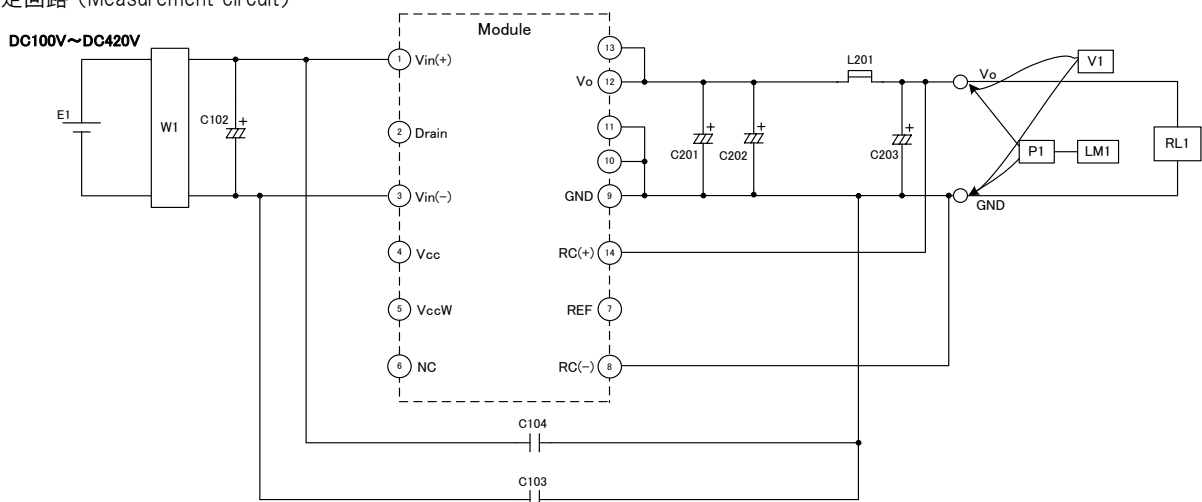 定回路 (Measurement circuit)
DC100V～DC420V
Module
E1
W1
C102
+
1
Vin(+)
2
Drain
3
Vin(-)
4
Vcc
5
VccW
6
NC
13
Vo
12
11
10
GND
9
RC(+)
14
REF
7
RC(-)
8
C201
+
C202
+
L201
C203
+
Vo
GND
V1
P1
LM1
RL1
C104
C103